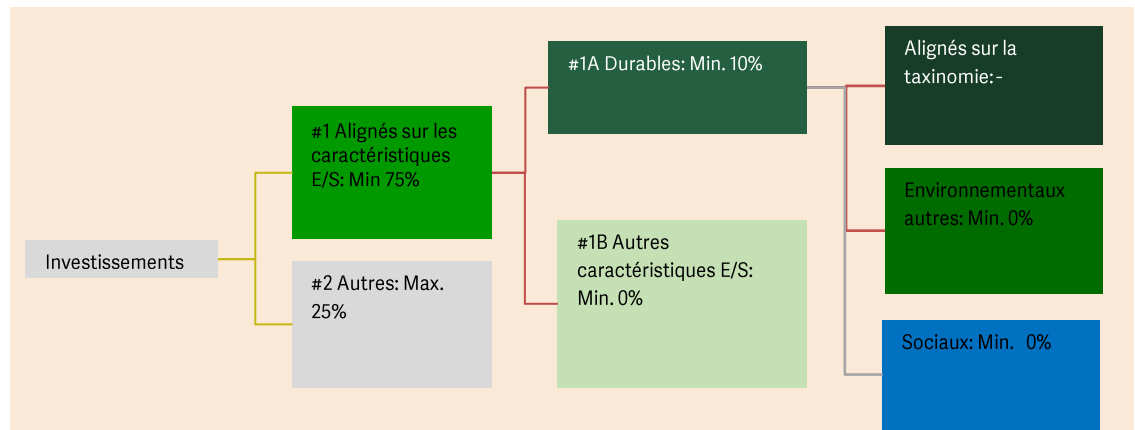 Investissements
#1 Alignés sur les
caractéristiques
E/S: Min 75%
#2 Autres: Max.
25%
#1A Durables: Min. 10%
#1B Autres
caractéristiques E/S:
Min. 0%
Alignés sur la
taxinomie:-
Environnementaux
autres: Min. 0%
Sociaux: Min. 0%